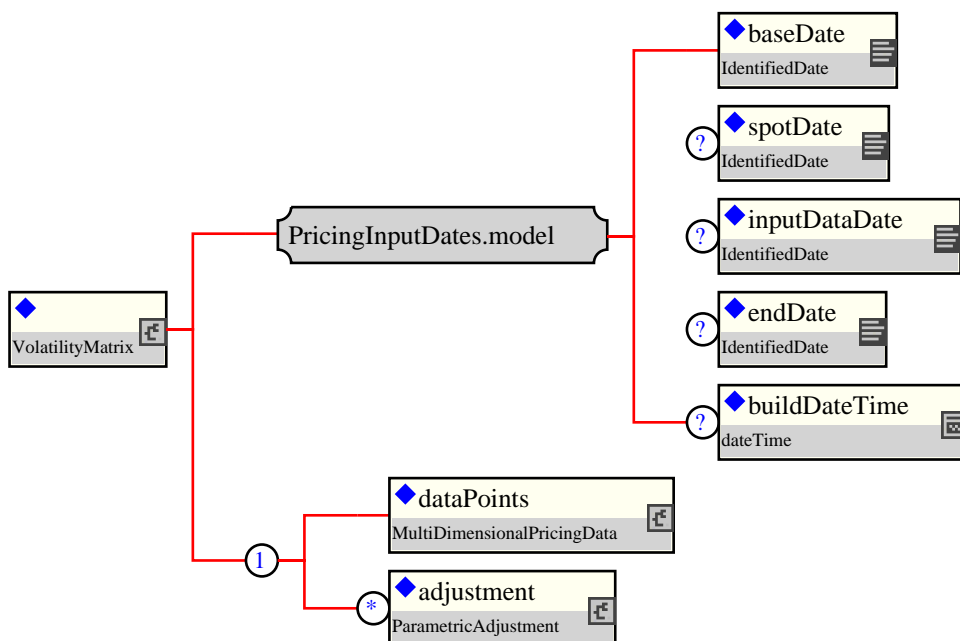 baseDate
IdentifiedDate
?
spotDate
IdentifiedDate
PricingInputDates.model
?
inputDataDate
IdentifiedDate
VolatilityMatrix
?
endDate
IdentifiedDate
?
buildDateTime
dateTime
1
dataPoints
MultiDimensionalPricingData
*
adjustment
ParametricAdjustment